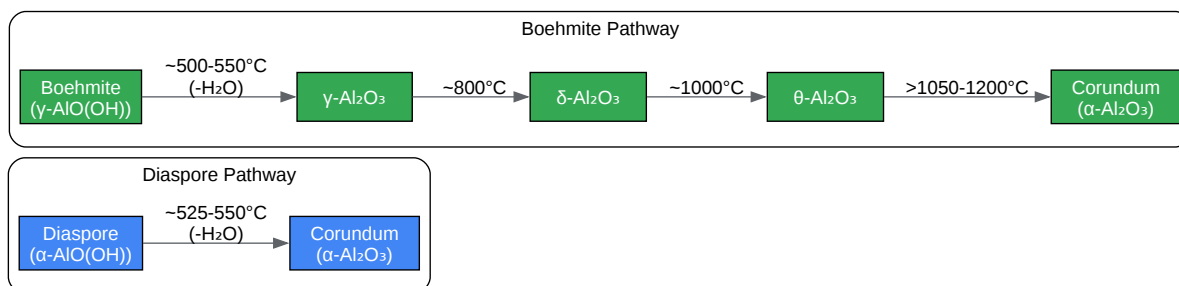 Boehmite Pathway
Boehmite
(γ-AlO(OH))
~500-550°C
(-H₂O)
γ-Al₂O₃
~800°C
δ-Al₂O₃
~1000°C
θ-Al₂O₃
>1050-1200°C
Corundum
(α-Al₂O₃)
Diaspore Pathway
Diaspore
(α-AlO(OH))
~525-550°C
(-H₂O)
Corundum
(α-Al₂O₃)